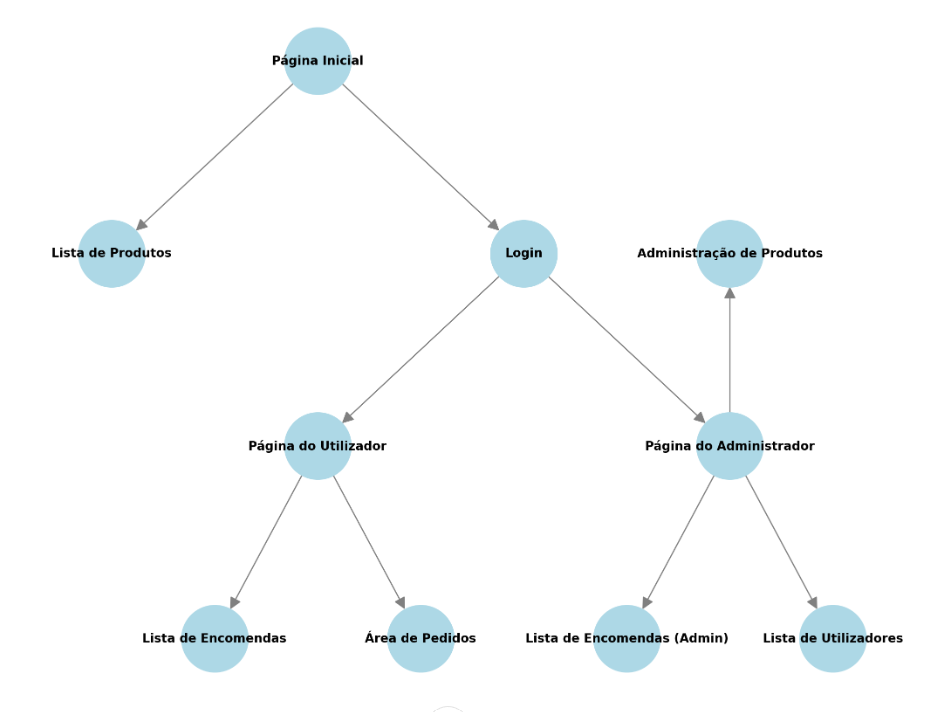 Página Inicial
Lista de Produtos
Login
Administração de Produtos
Página do Utilizador
Página do Administrador
Lista de Encomendas
Área de Pedidos
Lista de Encomendas (Admin)
Lista de Utilizadores